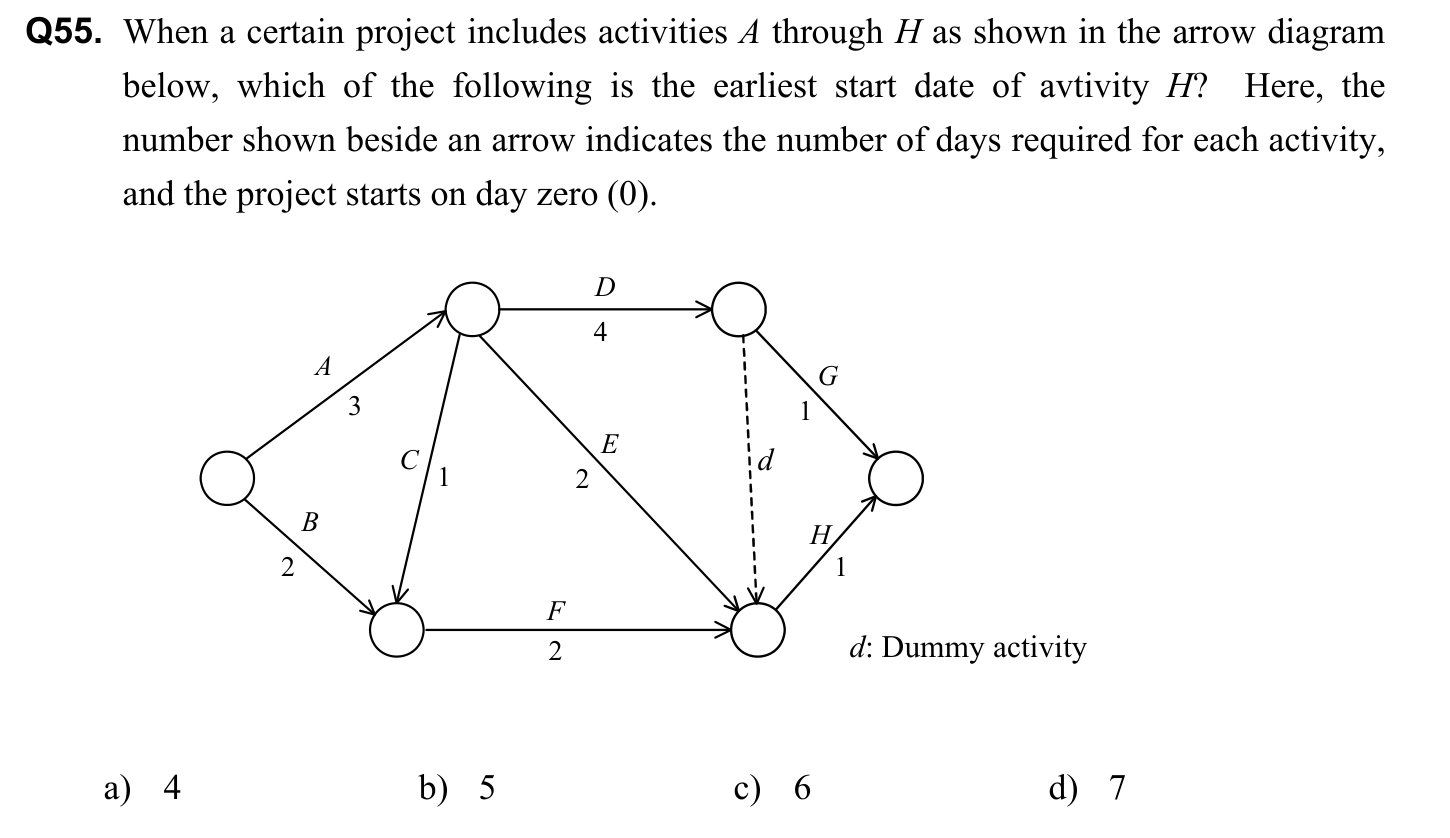 Q55. When a certain project includes activities A through H as shown in the arrow diagram
below, which of the following is the earliest start date of avtivity H? Here, the
number shown beside an arrow indicates the number of days required for each activity,
and the project starts on day zero (0).
D
4
A
3
G
1
C
1
E
2
d
B
2
H
1
F
2
d: Dummy activity
a) 4 b) 5 c) 6 d) 7